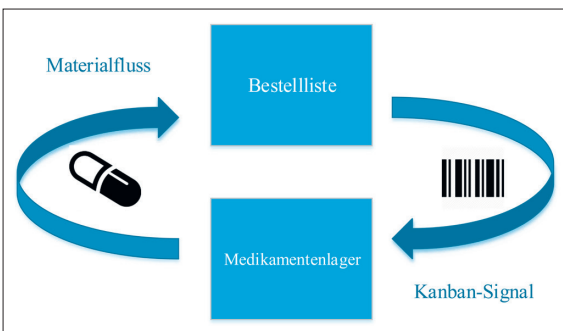 Materialfluss
Bestellliste
Medikamentenlager
Kanban-Signal